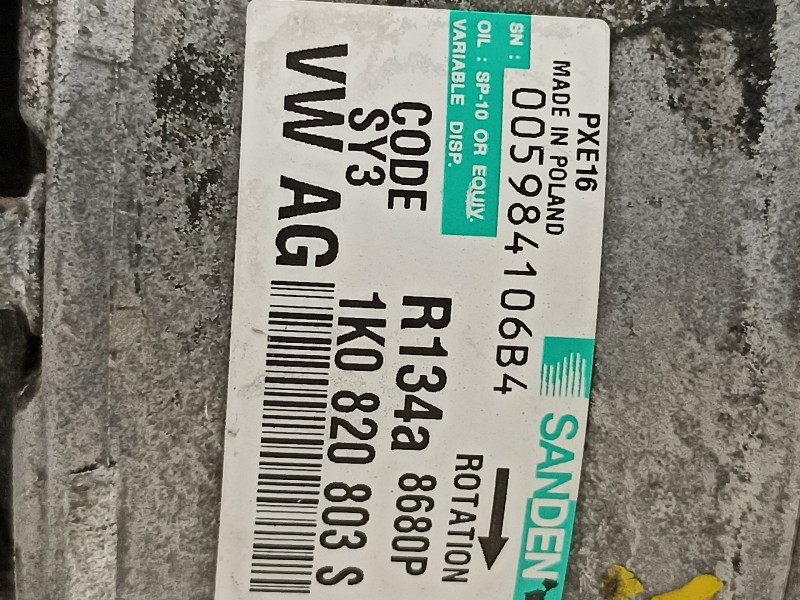 PXE16
SANDEN
MADE IN POLAND
SN :
005984106B4
OIL : SP-10 OR EQUIV.
VARIABLE DISP.
ROTATION
CODE
SY3
R134a 8680P
VW AG
1K0 820 803 S